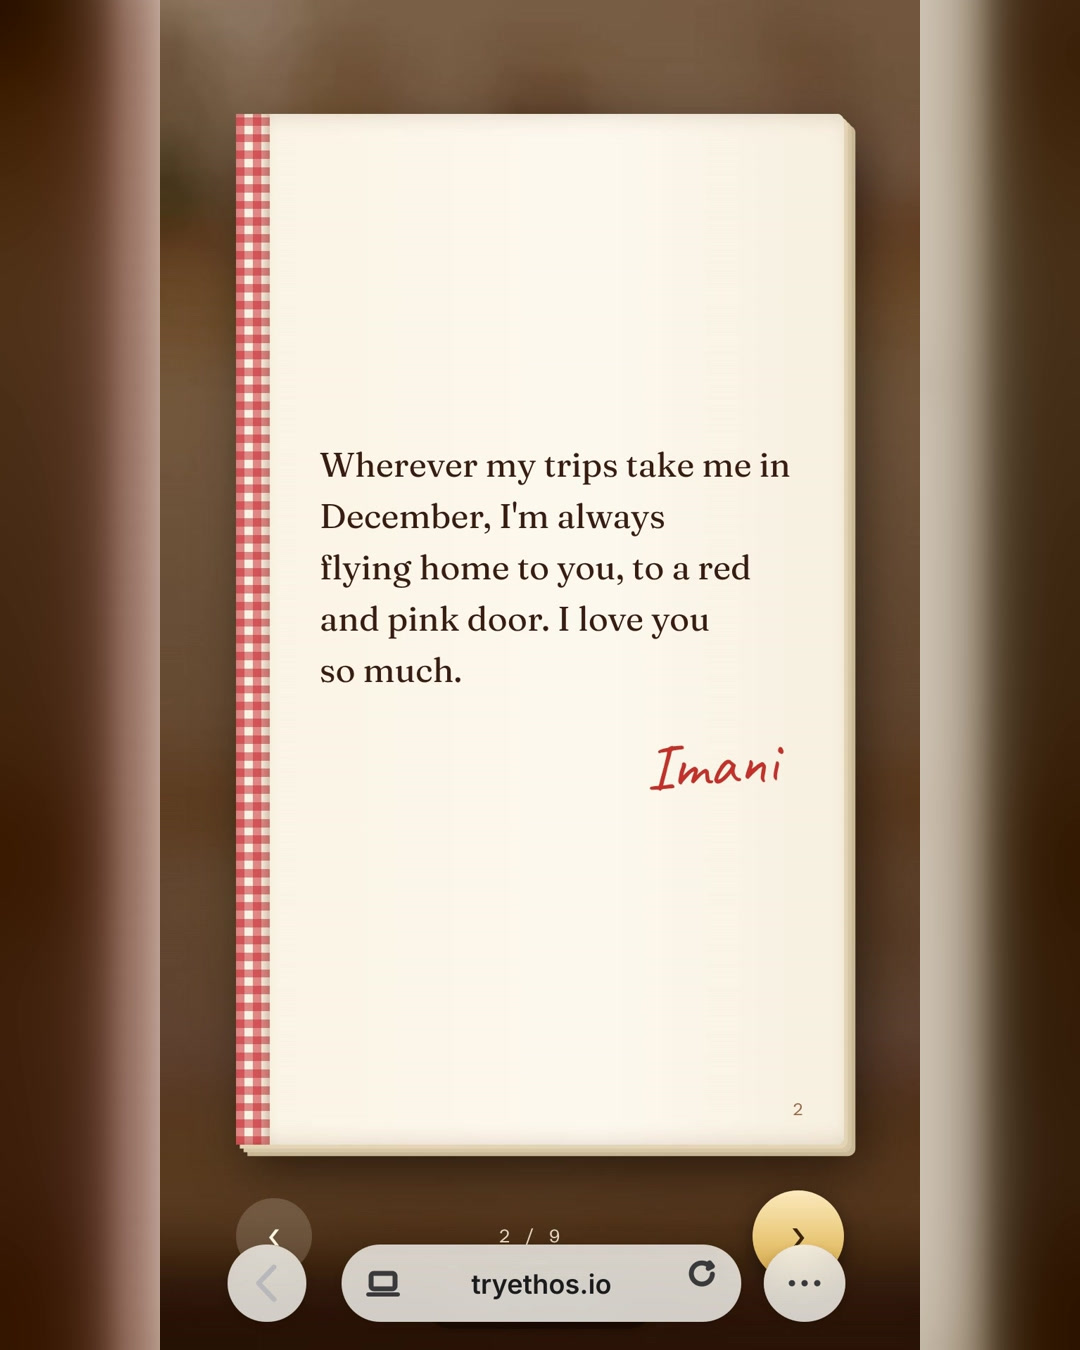 Wherever my trips take me in
December, I'm always
flying home to you, to a red
and pink door. I love you
so much.
Imani
2
2 / 9
tryethos.io